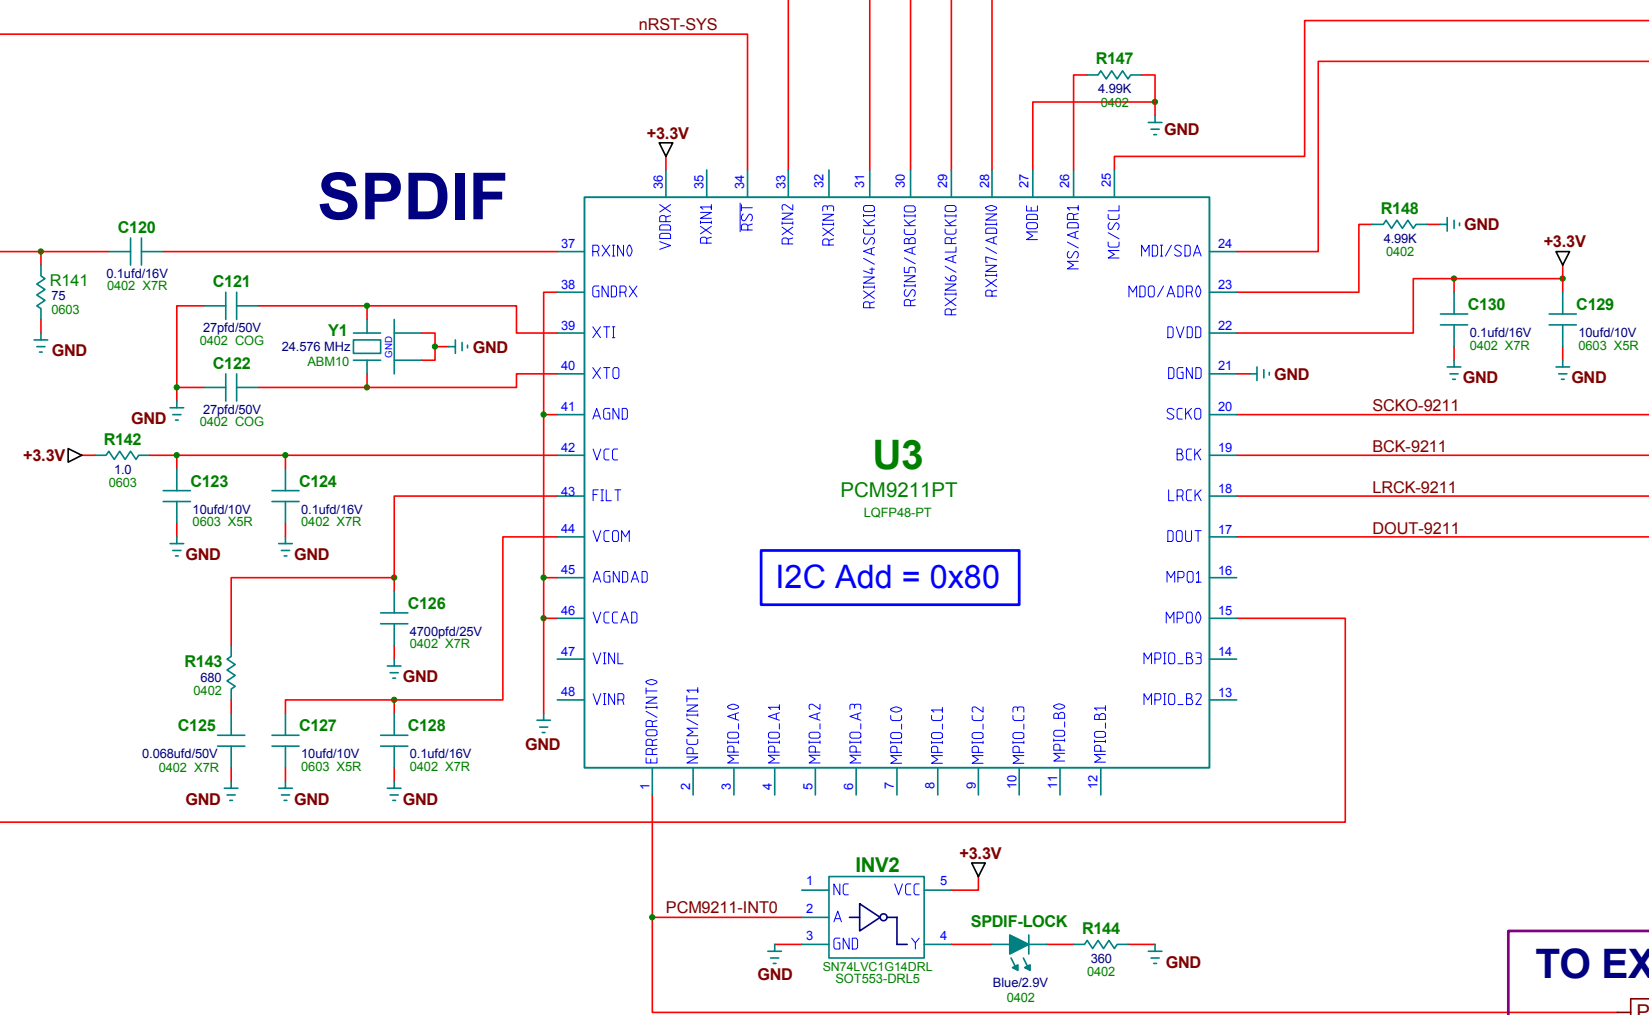 nRST-SYS
R147
4.99K
0402
GND
+3.3V
SPDIF
36
35
34
33
32
31
30
29
28
27
26
25
VDDRX
RXIN1
RST
RXIN2
RXIN3
RXIN4/ASCKIO
RSIN5/ABCKIO
RXIN6/ALRCKIO
RXIN7/ADIN0
MODE
MS/ADR1
MC/SCL
C120
0.1ufd/16V
0402 X7R
R141
75
0603
GND
C121
27pfd/50V
0402 COG
C122
27pfd/50V
0402 COG
GND
Y1
24.576 MHz
ABM10
GND
GND
+3.3V
R142
1.0
0603
C123
10ufd/10V
0603 X5R
GND
C124
0.1ufd/16V
0402 X7R
GND
C126
4700pfd/25V
0402 X7R
GND
R143
680
0402
C125
0.068ufd/50V
0402 X7R
GND
C127
10ufd/10V
0603 X5R
GND
C128
0.1ufd/16V
0402 X7R
GND
GND
37 RXIN0
38 GNDRX
39 XTI
40 XTO
41 AGND
42 VCC
43 FILT
44 VCOM
45 AGNDAD
46 VCCAD
47 VINL
48 VINR
U3
PCM9211PT
LQFP48-PT
I2C Add = 0x80
MDI/SDA 24
MDO/ADR0 23
DVDD 22
DGND 21
SCKO 20
BCK 19
LRCK 18
DOUT 17
MPO1 16
MPO0 15
MPIO_B3 14
MPIO_B2 13
R148
4.99K
0402
GND
+3.3V
C130
0.1ufd/16V
0402 X7R
GND
C129
10ufd/10V
0603 X5R
GND
GND
SCKO-9211
BCK-9211
LRCK-9211
DOUT-9211
ERROR/INT0
NPCM/INT1
MPIO_A0
MPIO_A1
MPIO_A2
MPIO_A3
MPIO_C0
MPIO_C1
MPIO_C2
MPIO_C3
MPIO_B0
MPIO_B1
1
2
3
4
5
6
7
8
9
10
11
12
INV2
+3.3V
1 NC VCC 5
PCM9211-INT0 2 A
3 GND Y 4
GND
SN74LVC1G14DRL
SOT553-DRL5
SPDIF-LOCK
Blue/2.9V
0402
R144
360
0402
GND
TO EX
P